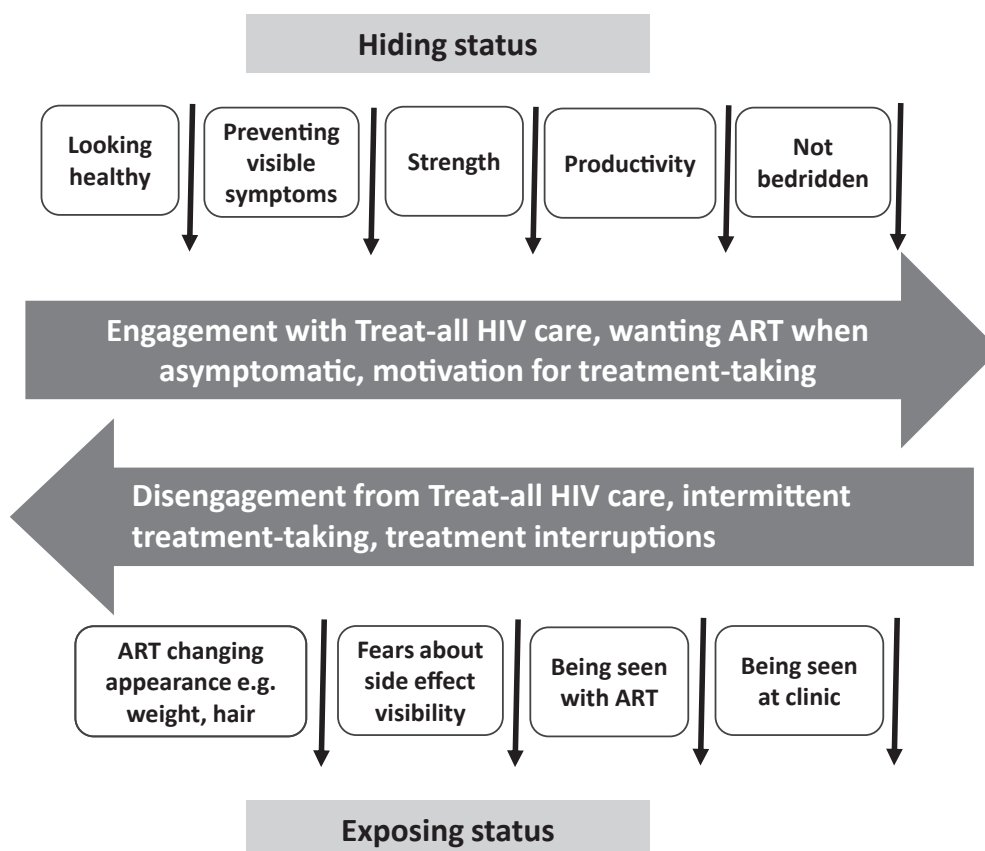 Hiding status
Looking
healthy
Preventing
visible
symptoms
Strength
Productivity
Not
bedridden
Engagement with Treat-all HIV care, wanting ART when
asymptomatic, motivation for treatment-taking
Disengagement from Treat-all HIV care, intermittent
treatment-taking, treatment interruptions
ART changing
appearance e.g.
weight, hair
Fears about
side effect
visibility
Being seen
with ART
Being seen
at clinic
Exposing status